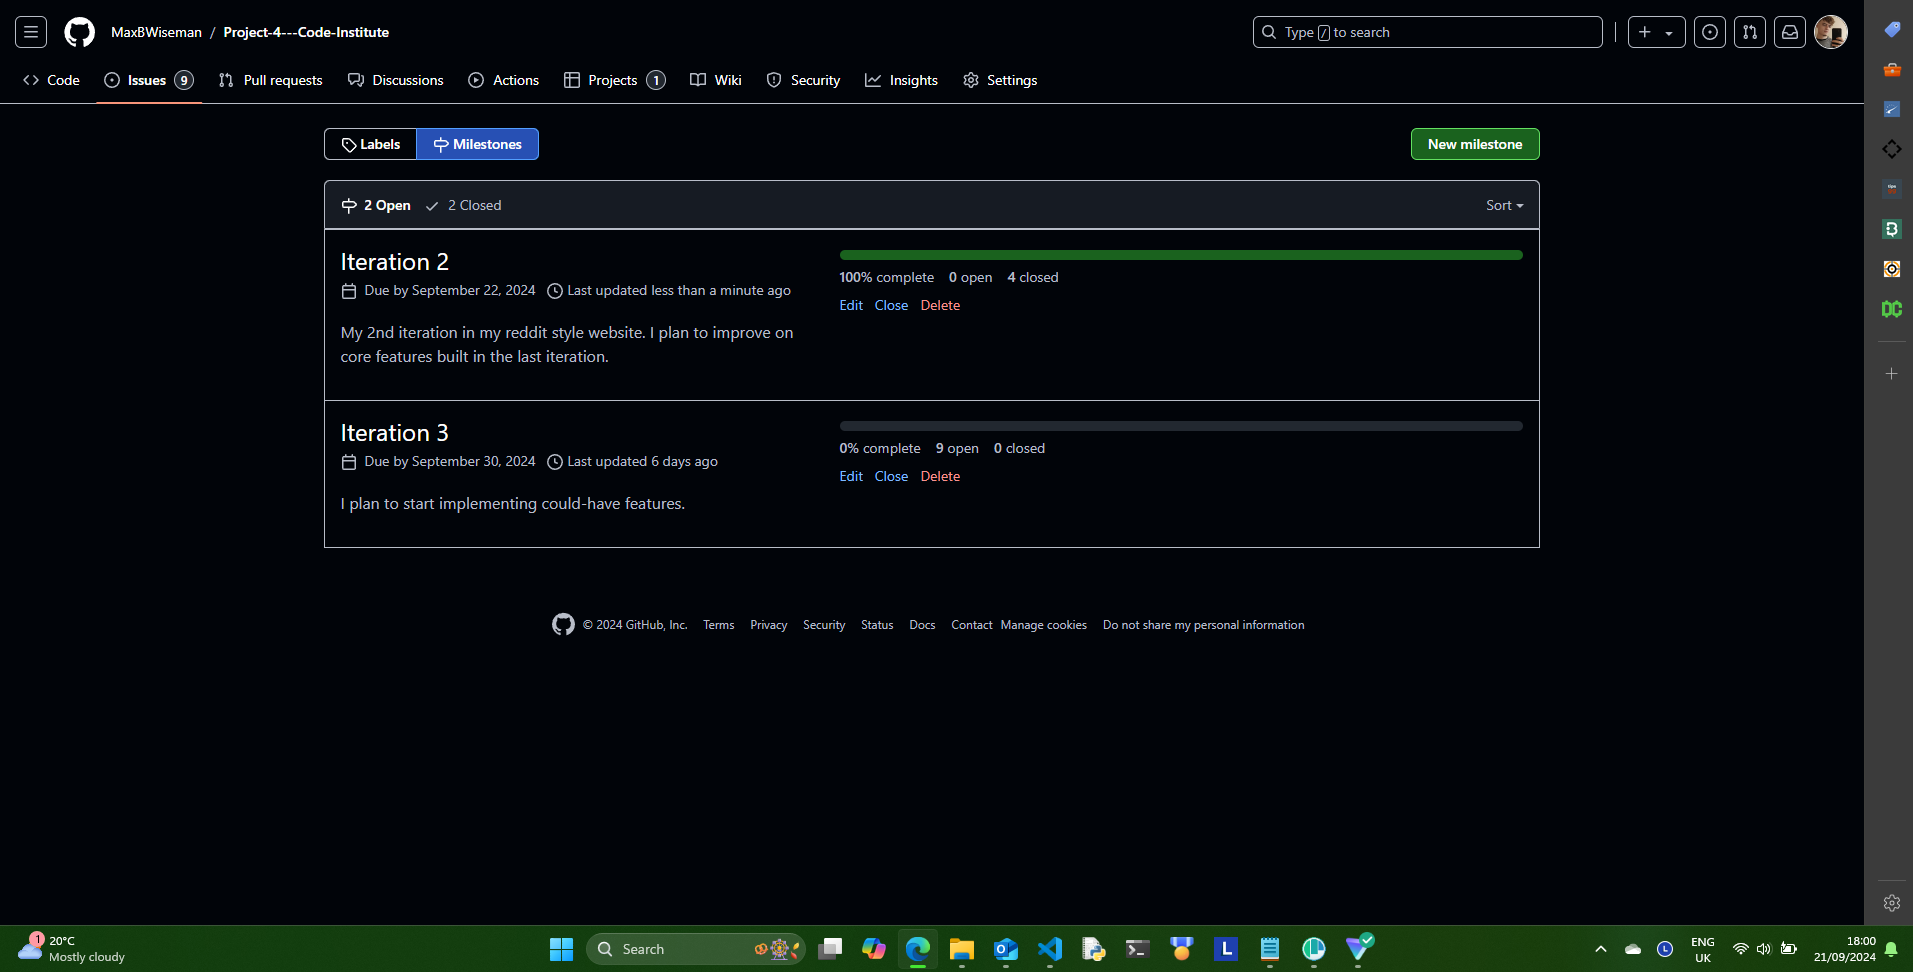 MaxBWiseman / Project-4---Code-Institute
Type / to search
Code
Issues 9
Pull requests
Discussions
Actions
Projects 1
Wiki
Security
Insights
Settings
Labels
Milestones
New milestone
2 Open
2 Closed
Sort
Iteration 2
Due by September 22, 2024 Last updated less than a minute ago
My 2nd iteration in my reddit style website. I plan to improve on
core features built in the last iteration.
100% complete 0 open 4 closed
Edit Close Delete
Iteration 3
Due by September 30, 2024 Last updated 6 days ago
I plan to start implementing could-have features.
0% complete 9 open 0 closed
Edit Close Delete
© 2024 GitHub, Inc. Terms Privacy Security Status Docs Contact Manage cookies Do not share my personal information
1
20°C
Mostly cloudy
Search
L
ENG
UK
18:00
21/09/2024